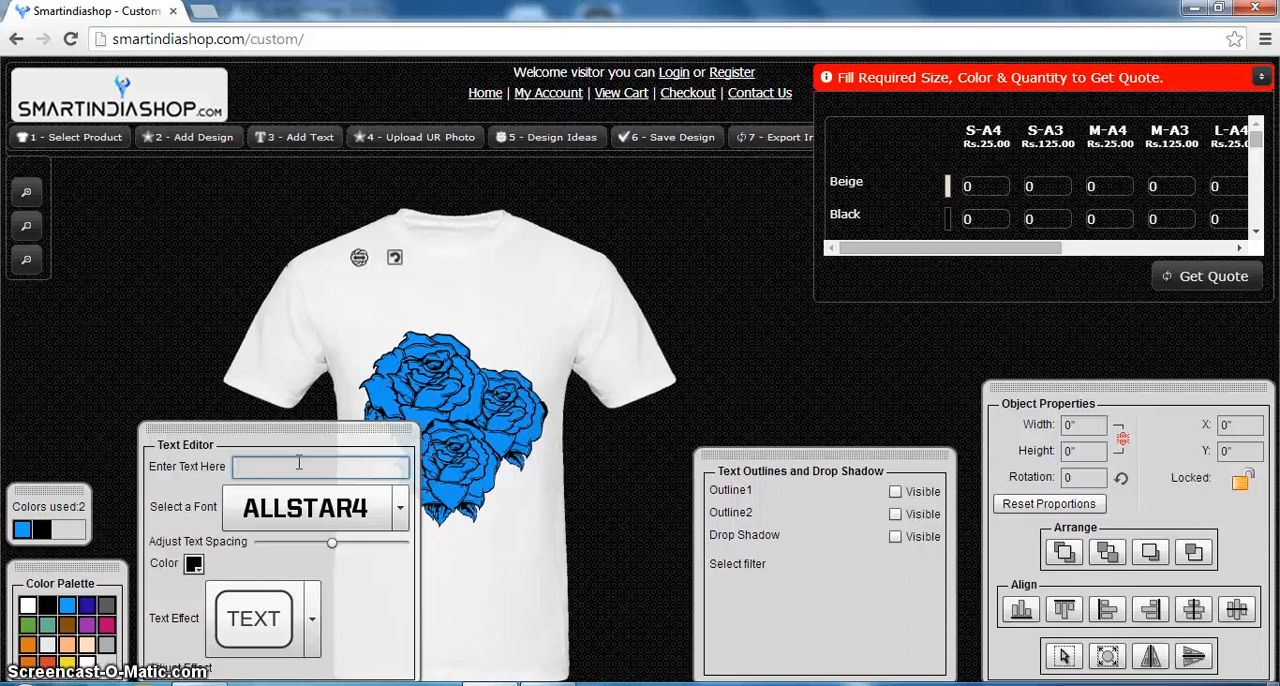 Smartindiashop - Custom
smartindiashop.com/custom/
SMARTINDIASHOP.COM
Welcome visitor you can Login or Register
Home | My Account | View Cart | Checkout | Contact Us
1 - Select Product
2 - Add Design
3 - Add Text
4 - Upload UR Photo
5 - Design Ideas
6 - Save Design
7 - Export Im
Fill Required Size, Color & Quantity to Get Quote.
S-A4 S-A3 M-A4 M-A3 L-A4
Rs.25.00 Rs.125.00 Rs.25.00 Rs.125.00 Rs.25.0
Beige 0 0 0 0 0
Black 0 0 0 0 0
Get Quote
Text Editor
Enter Text Here
Select a Font ALLSTAR4
Adjust Text Spacing
Color
Text Effect TEXT
Adjust Effect
Colors used:2
Color Palette
Text Outlines and Drop Shadow
Outline1 Visible
Outline2 Visible
Drop Shadow Visible
Select filter
Object Properties
Width: 0" X: 0"
Height: 0" Y: 0"
Rotation: 0 Locked:
Reset Proportions
Arrange
Align
Screencast-O-Matic.com